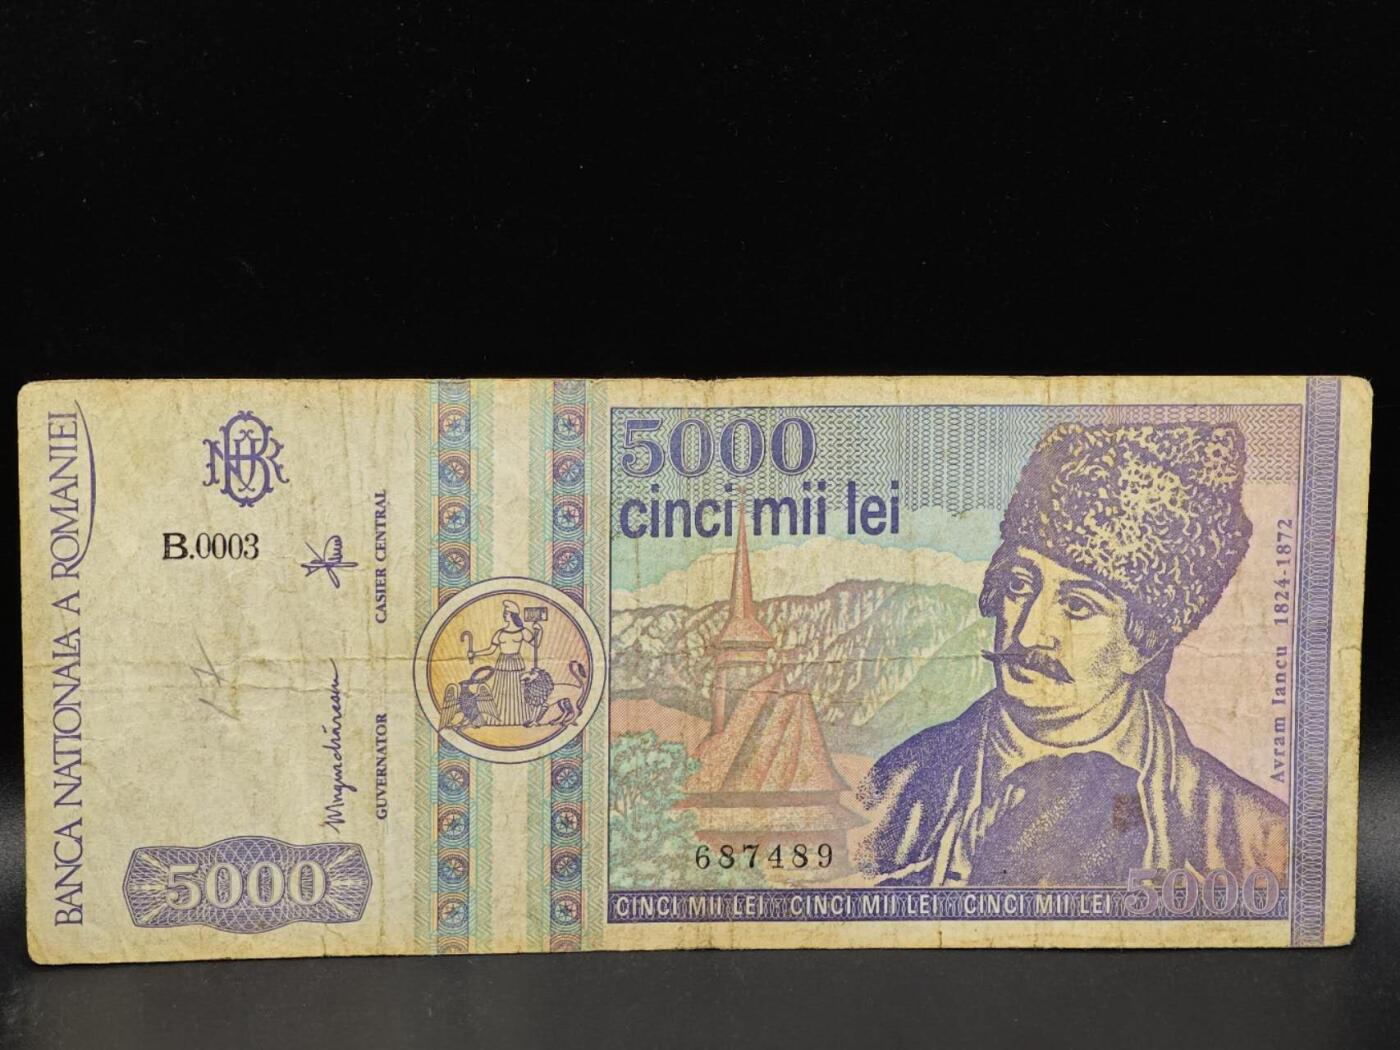 BANCA NAȚIONALA A ROMANIEI
B.0003
CASIER CENTRAL
GUVERNATOR
5000
5000
cinci mii lei
687489
CINCI MII LEI CINCI MII LEI CINCI MII LEI 5000
Avram Iancu 1824-1872